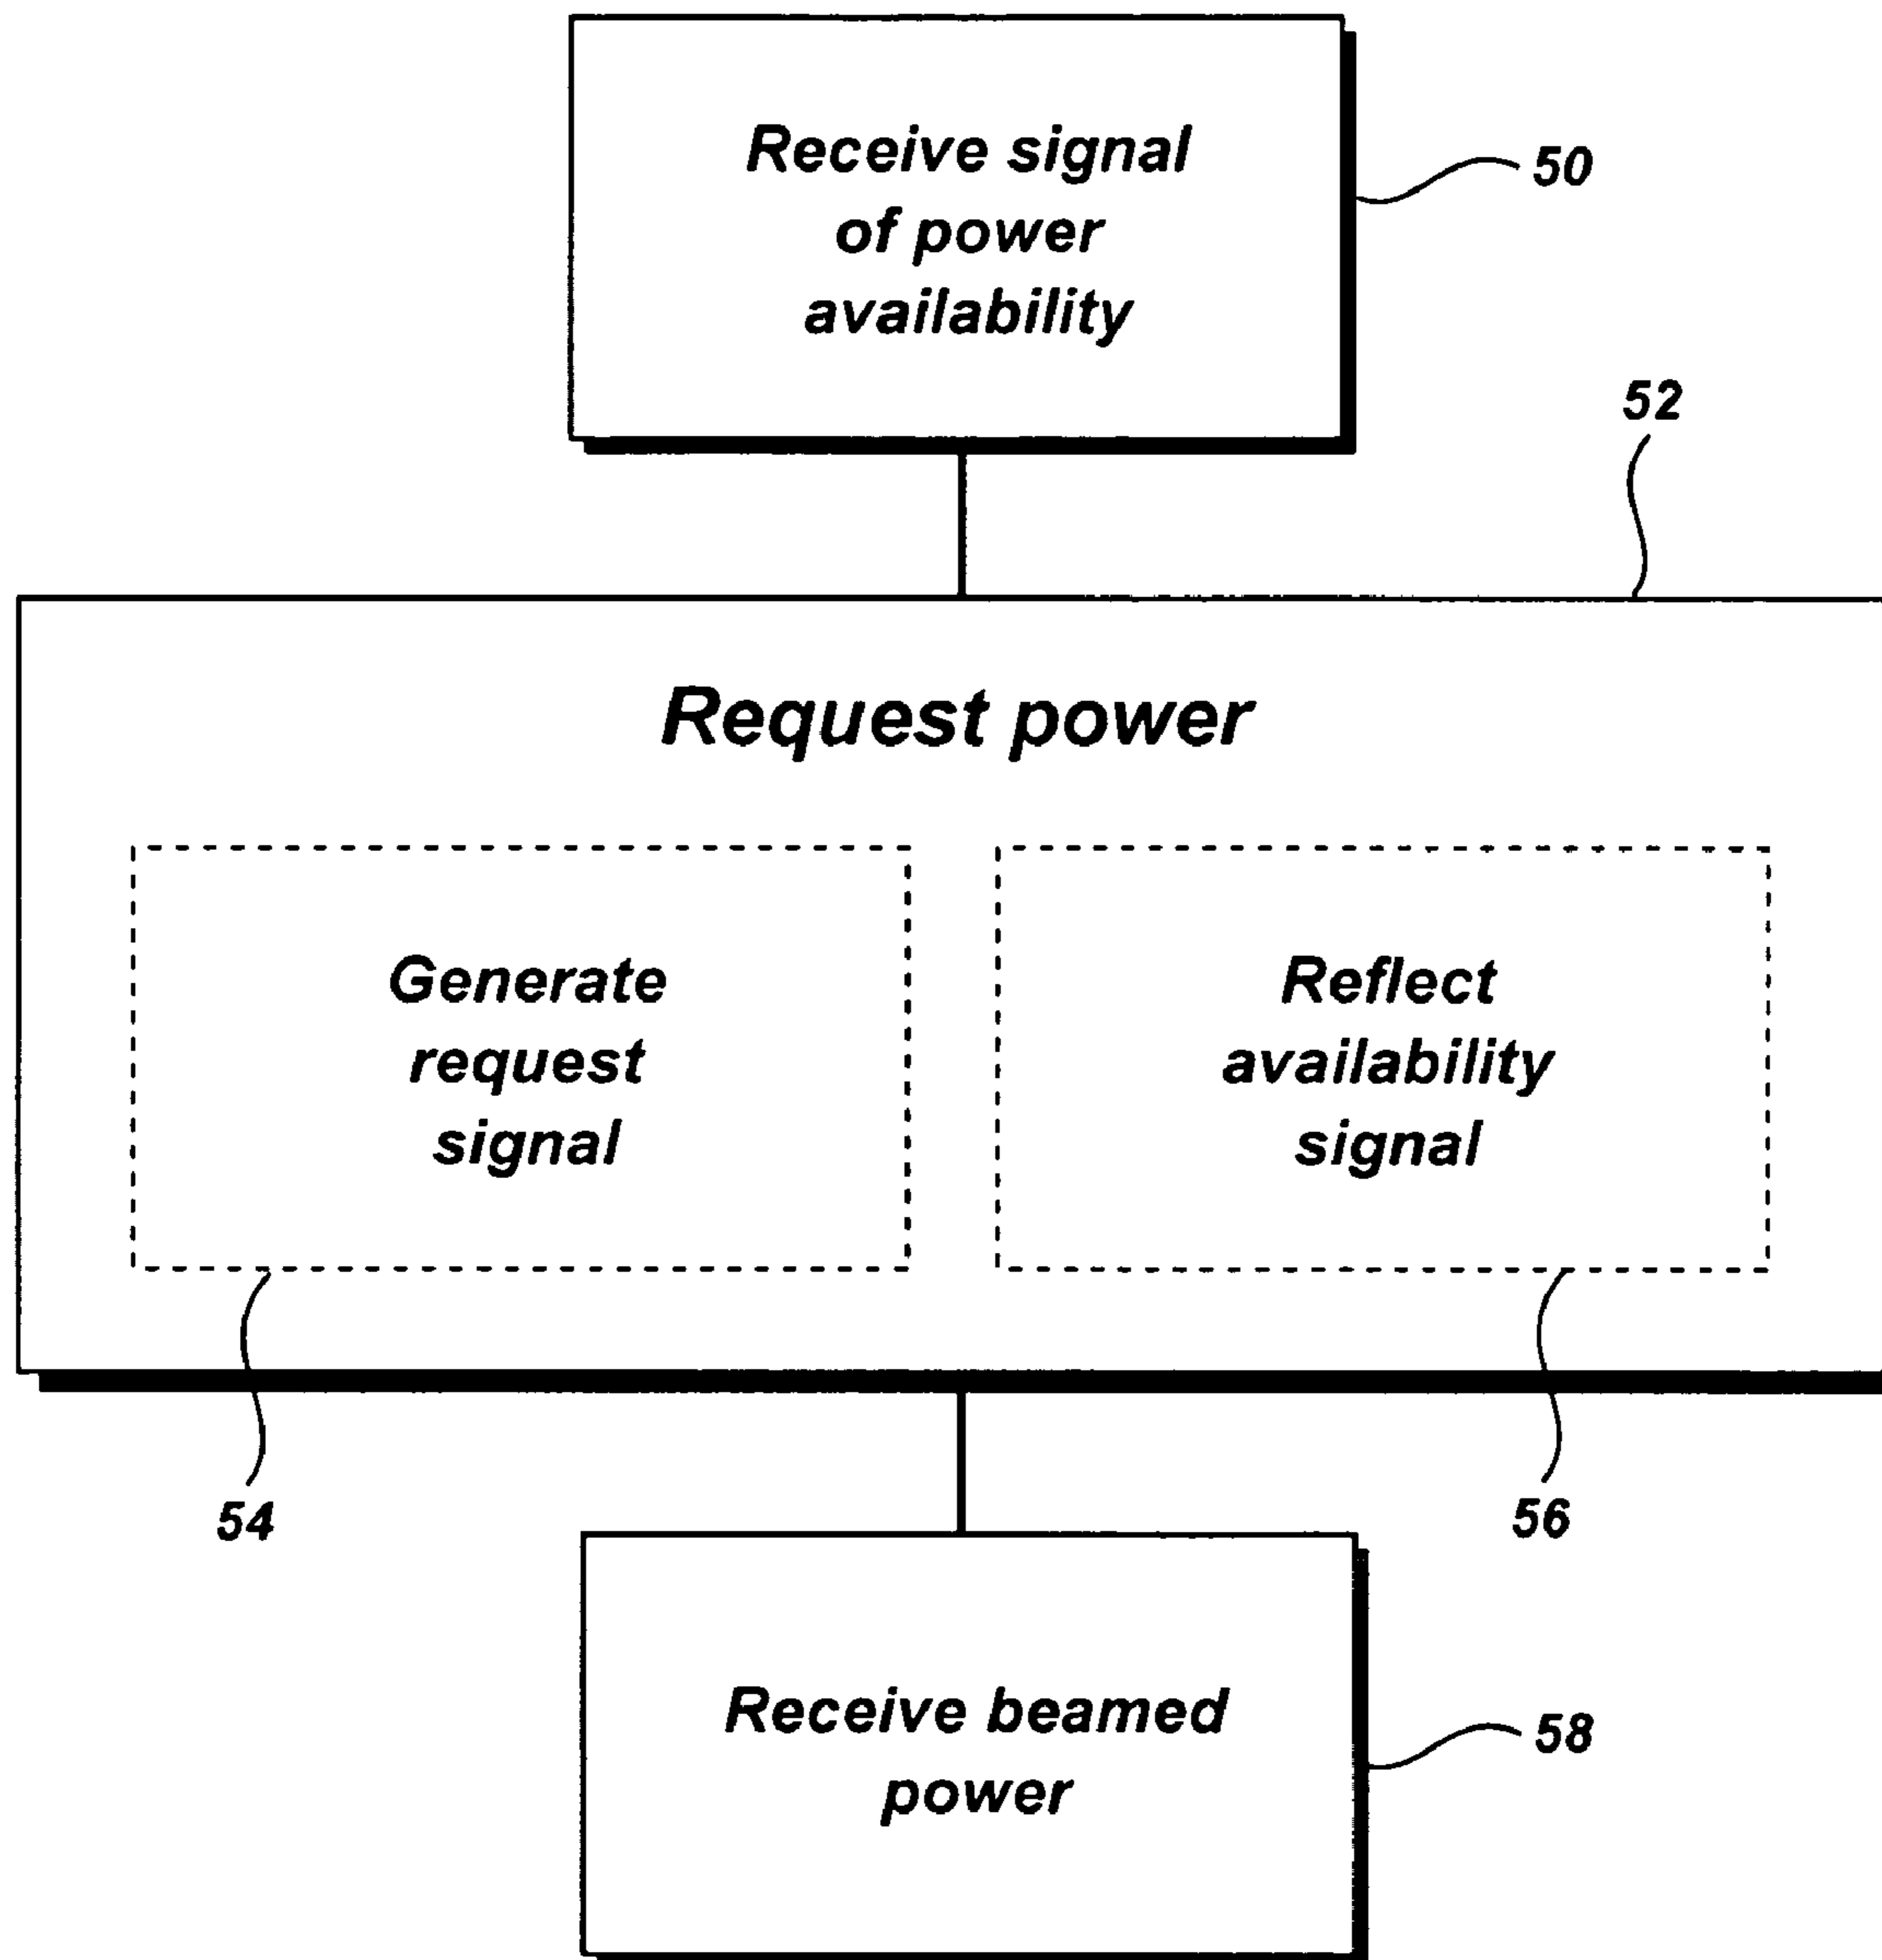 Receive signal
of power
availability
50
52
Request power
Generate
request
signal
Reflect
availability
signal
54
56
Receive beamed
power
58